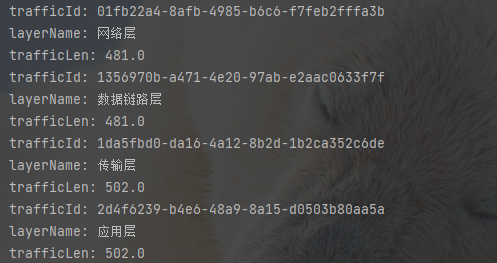 trafficId: 01fb22a4-8afb-4985-b6c6-f7feb2fffa3b
layerName: 网络层
trafficLen: 481.0
trafficId: 1356970b-a471-4e20-97ab-e2aac0633f7f
layerName: 数据链路层
trafficLen: 481.0
trafficId: 1da5fbd0-da16-4a12-8b2d-1b2ca352c6de
layerName: 传输层
trafficLen: 502.0
trafficId: 2d4f6239-b4e6-48a9-8a15-d0503b80aa5a
layerName: 应用层
trafficLen: 502.0